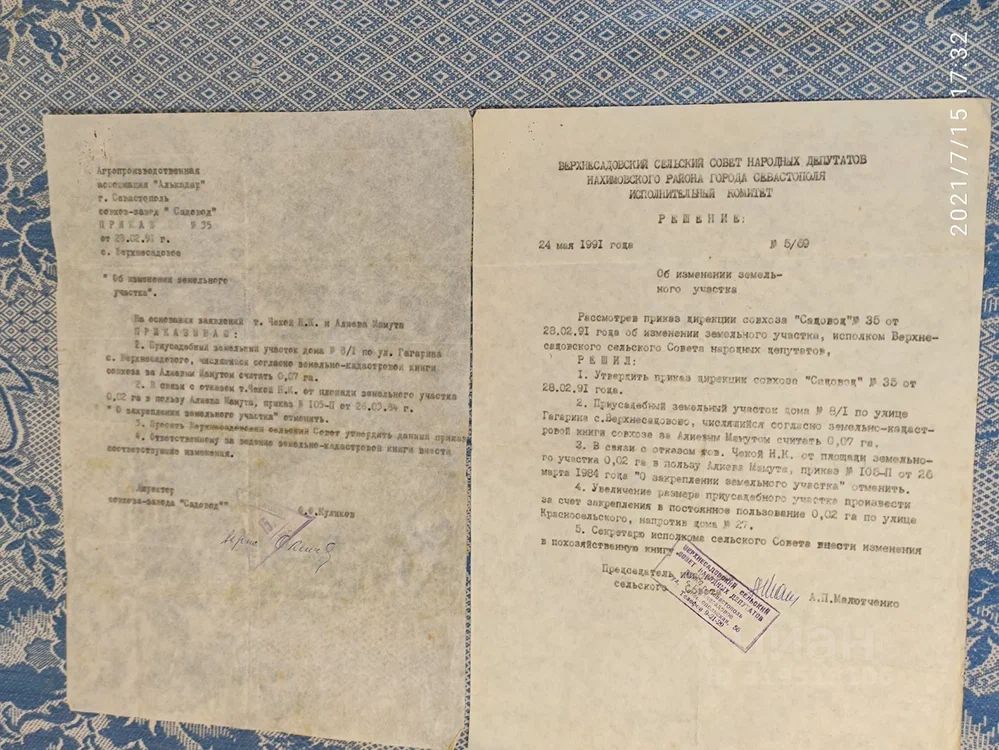 Агропроизводственная
ассоциация "Алькадар"
г. Севастополь
совхоз-завод " Садовод"
П Р И К А З № 35
от 28.02.91 г.
с. Верхнесадовое
" Об изменении земельного
участка".
На основании заявлений т. Чекой Н.К. и Алиева Мамута
П Р И К А З Ы В А Ю :
I. Приусадебный земельный участок дома № 8/I по ул. Гагарина
с. Верхнесадового, числящийся согласно земельно-кадастровой книги
совхоза за Алиевым Мамутом считать 0,07 га.
2. В связи с отказом т.Чекой Н.К. от площади земельного участка
0,02 га в пользу Алиева Мамута, приказ № 105-П от 26.03.84 г.
" О закреплении земельного участка" отменить.
3. Просить Верхнесадовский сельский Совет утвердить данный приказ
4. Ответственному за ведение земельно-кадастровой книги внести
соответствующие изменения.
Директор
совхоза-завода "Садовод"
Куликов
ВЕРХНЕСАДОВСКИЙ СЕЛЬСКИЙ СОВЕТ НАРОДНЫХ ДЕПУТАТОВ
НАХИМОВСКОГО РАЙОНА ГОРОДА СЕВАСТОПОЛЯ
ИСПОЛНИТЕЛЬНЫЙ КОМИТЕТ
Р Е Ш Е Н И Е :
24 мая 1991 года № 5/69
Об изменении земель-
ного участка
Рассмотрев приказ дирекции совхоза "Садовод"№ 35 от
28.02.91 года об изменении земельного участка, исполком Верхне-
садовского сельского Совета народных депутатов,
Р Е Ш И Л :
I. Утвердить приказ дирекции совхоза "Садовод" № 35 от
28.02.91 года.
2. Приусадебный земельный участок дома № 8/I по улице
Гагарина с.Верхнесадовово, числящийся согласно земельно-кадаст-
ровой книги совхозе за Алиевым Мамутом считать 0,07 га.
3. В связи с отказом тов. Чекой Н.К. от площади земельно-
го участка 0,02 га в пользу Алиева Мамута, приказ № 105-П от 26
марта 1984 года "О закреплении земельного участка" отменить.
4. Увеличение размера приусадебного участка произвести
за счет закрепления в постоянное пользование 0,02 га по улице
Красносельского, напротив дома № 27.
5. Секретарю исполкома сельского Совета внести изменения
в похозяйственную книгу
Председатель
сельского
А.П.Малютченко
ВЕРХНЕСАДОВСКИЙ СЕЛЬСКИЙ
СОВЕТ НАРОДНЫХ ДЕПУТАТОВ
Телефон
2021/7/15 17:32
Циан